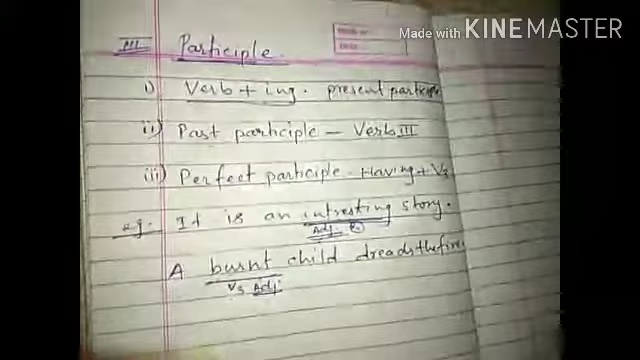 Made with KINEMASTER
III Participle.
i) Verb + ing. present participle
ii) Past participle - Verb III
iii) Perfect participle. Having + V3
e.g. It is an intresting story.
Adj.
A burnt child dreads the fire
V3 Adj.